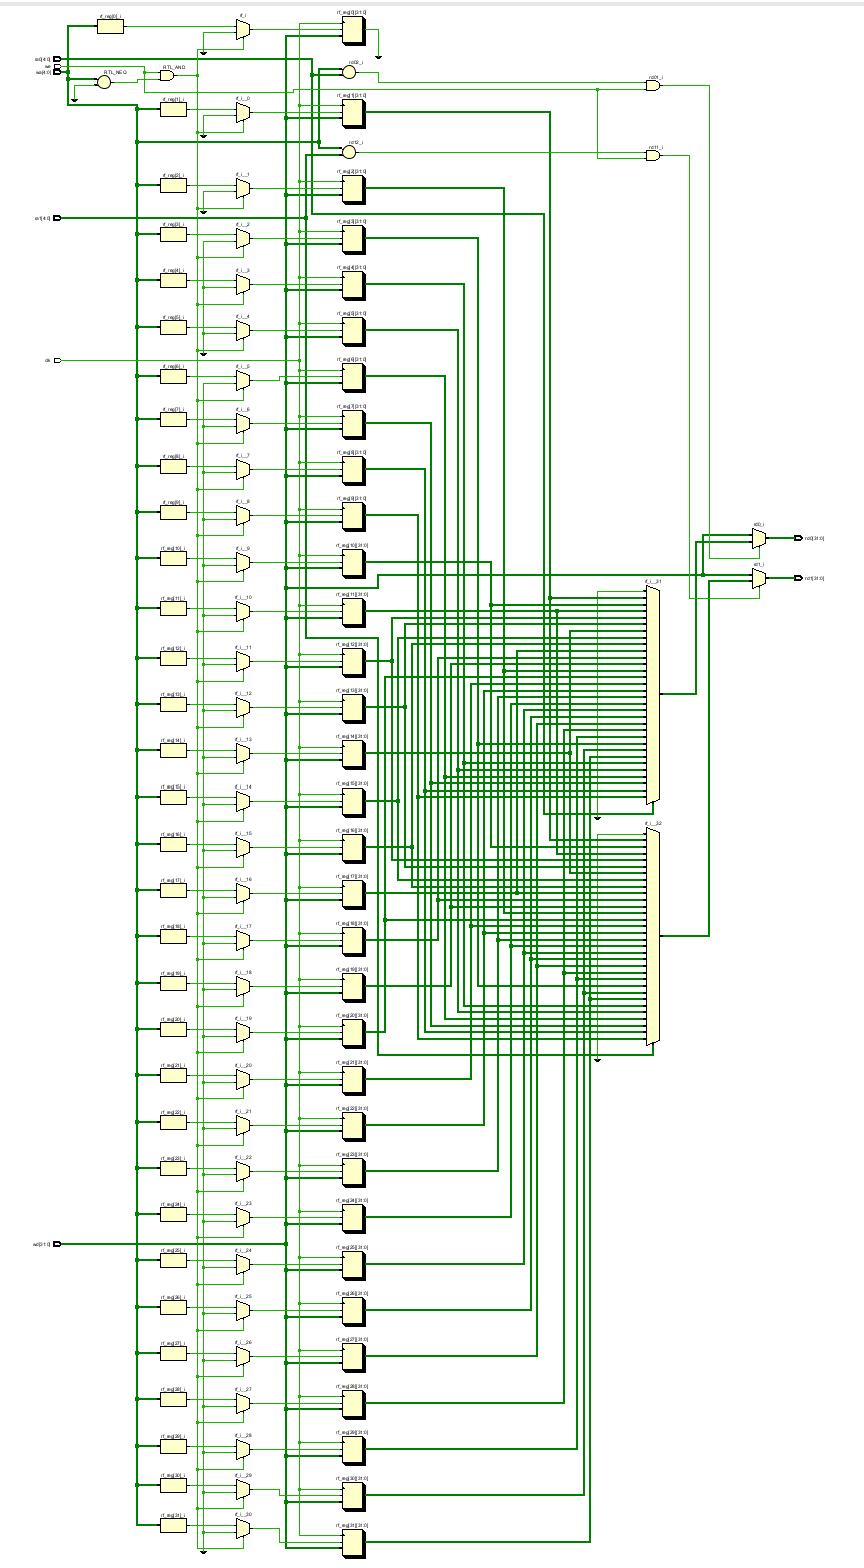 rf_reg[0]_i
rf_i
rf_reg[0][31:0]
ra0[4:0]
we
wa[4:0]
RTL_NEQ
RTL_AND
rd02_i
rd01_i
rf_reg[1]_i
rf_i__0
rf_reg[1][31:0]
rd12_i
rd11_i
rf_reg[2]_i
rf_i__1
rf_reg[2][31:0]
ra1[4:0]
rf_reg[3]_i
rf_i__2
rf_reg[3][31:0]
rf_reg[4]_i
rf_i__3
rf_reg[4][31:0]
rf_reg[5]_i
rf_i__4
rf_reg[5][31:0]
clk
rf_reg[6]_i
rf_i__5
rf_reg[6][31:0]
rf_reg[7]_i
rf_i__6
rf_reg[7][31:0]
rf_reg[8]_i
rf_i__7
rf_reg[8][31:0]
rf_reg[9]_i
rf_i__8
rf_reg[9][31:0]
rd0_i
rd0[31:0]
rf_reg[10]_i
rf_i__9
rf_reg[10][31:0]
rd1_i
rd1[31:0]
rf_i__31
rf_reg[11]_i
rf_i__10
rf_reg[11][31:0]
rf_reg[12]_i
rf_i__11
rf_reg[12][31:0]
rf_reg[13]_i
rf_i__12
rf_reg[13][31:0]
rf_reg[14]_i
rf_i__13
rf_reg[14][31:0]
rf_reg[15]_i
rf_i__14
rf_reg[15][31:0]
rf_i__32
rf_reg[16]_i
rf_i__15
rf_reg[16][31:0]
rf_reg[17]_i
rf_i__16
rf_reg[17][31:0]
rf_reg[18]_i
rf_i__17
rf_reg[18][31:0]
rf_reg[19]_i
rf_i__18
rf_reg[19][31:0]
rf_reg[20]_i
rf_i__19
rf_reg[20][31:0]
rf_reg[21]_i
rf_i__20
rf_reg[21][31:0]
rf_reg[22]_i
rf_i__21
rf_reg[22][31:0]
rf_reg[23]_i
rf_i__22
rf_reg[23][31:0]
rf_reg[24]_i
rf_i__23
rf_reg[24][31:0]
wd[31:0]
rf_reg[25]_i
rf_i__24
rf_reg[25][31:0]
rf_reg[26]_i
rf_i__25
rf_reg[26][31:0]
rf_reg[27]_i
rf_i__26
rf_reg[27][31:0]
rf_reg[28]_i
rf_i__27
rf_reg[28][31:0]
rf_reg[29]_i
rf_i__28
rf_reg[29][31:0]
rf_reg[30]_i
rf_i__29
rf_reg[30][31:0]
rf_reg[31]_i
rf_i__30
rf_reg[31][31:0]